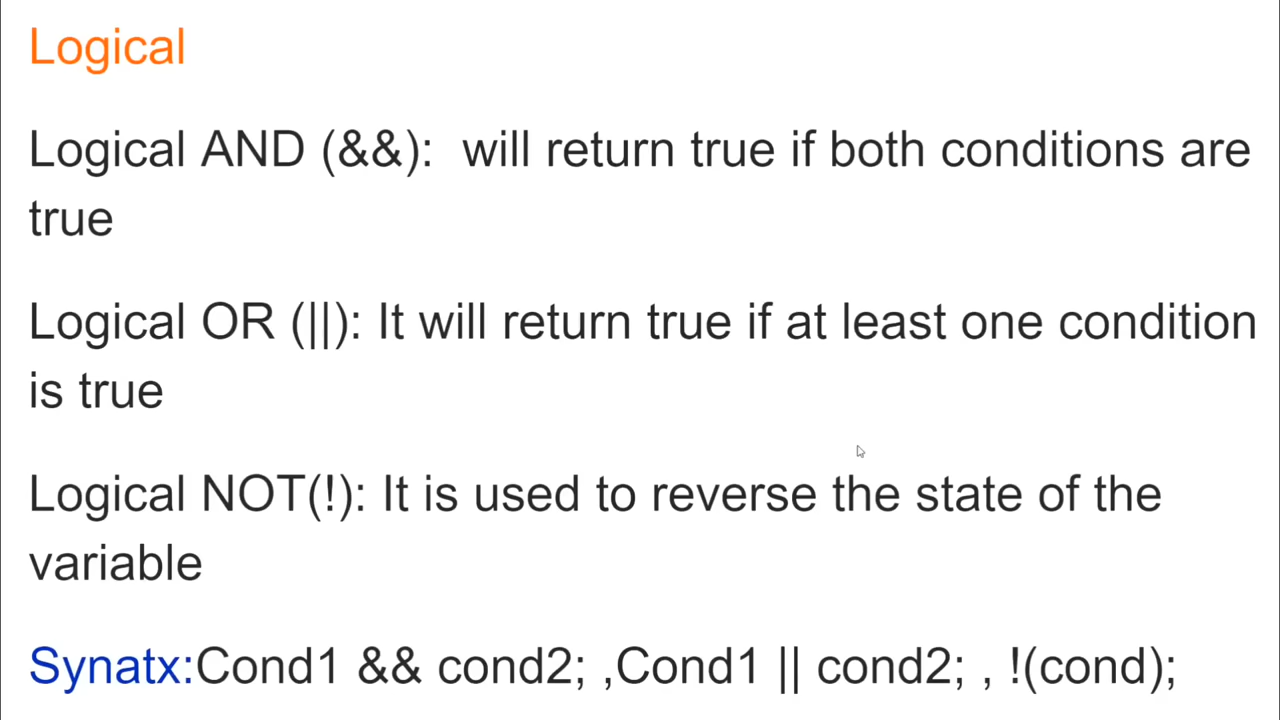 Logical
Logical AND (&&):  will return true if both conditions are
true
Logical OR (||): It will return true if at least one condition
is true
Logical NOT(!): It is used to reverse the state of the
variable
Synatx:Cond1 && cond2; ,Cond1 || cond2; , !(cond);